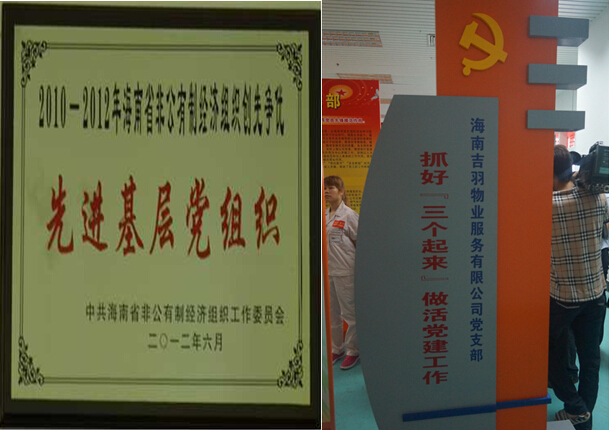 2010—2012年海南省非公有制经济组织创先争优
先进基层党组织
中共海南省非公有制经济组织工作委员会
二〇一二年六月
部
海南吉羽物业服务有限公司党支部
抓好“三个起来”做活党建工作